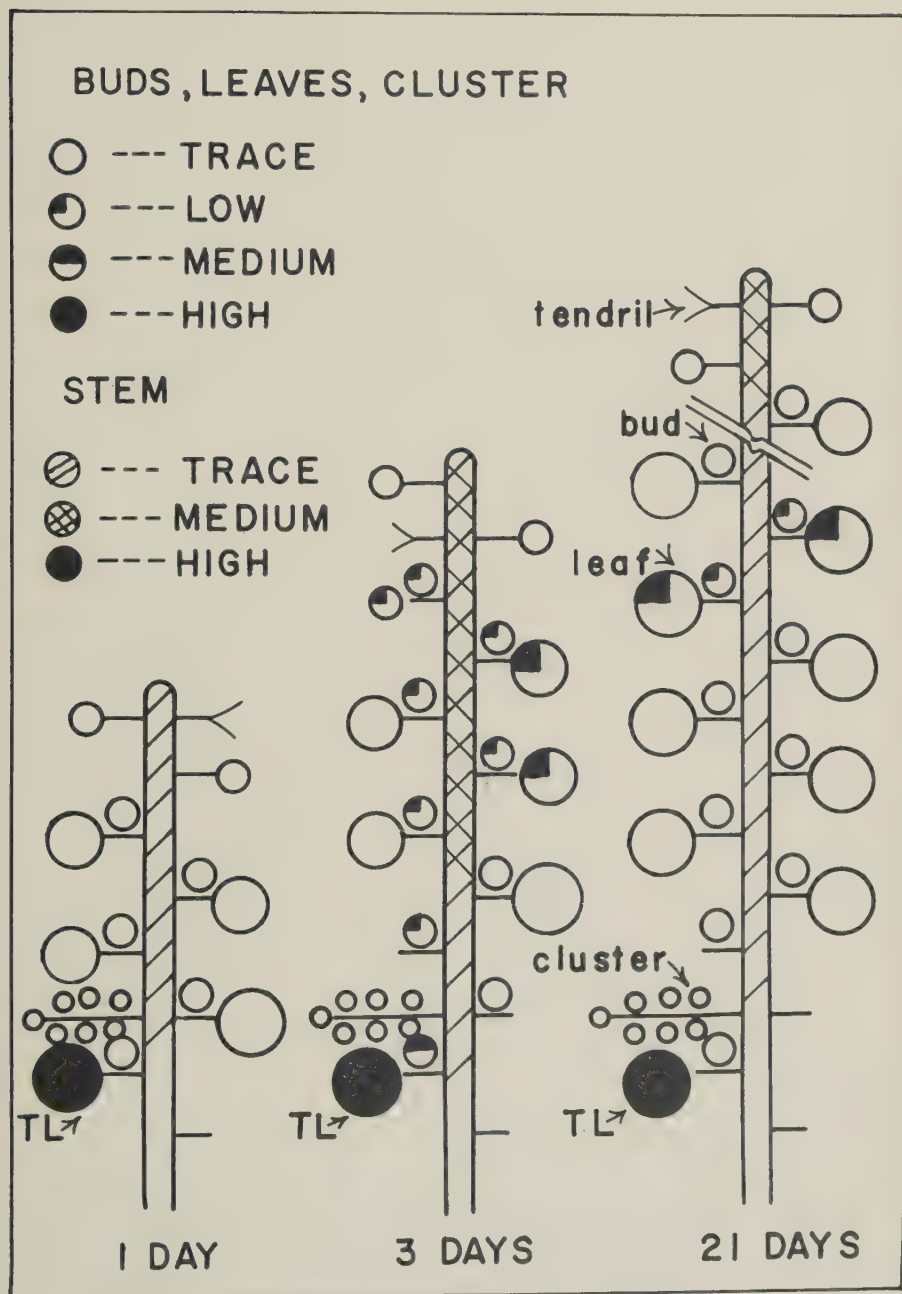 BUDS, LEAVES, CLUSTER
--- TRACE
--- LOW
--- MEDIUM
--- HIGH
STEM
--- TRACE
--- MEDIUM
--- HIGH
tendril
bud
leaf
cluster
TL
TL
TL
1 DAY
3 DAYS
21 DAYS